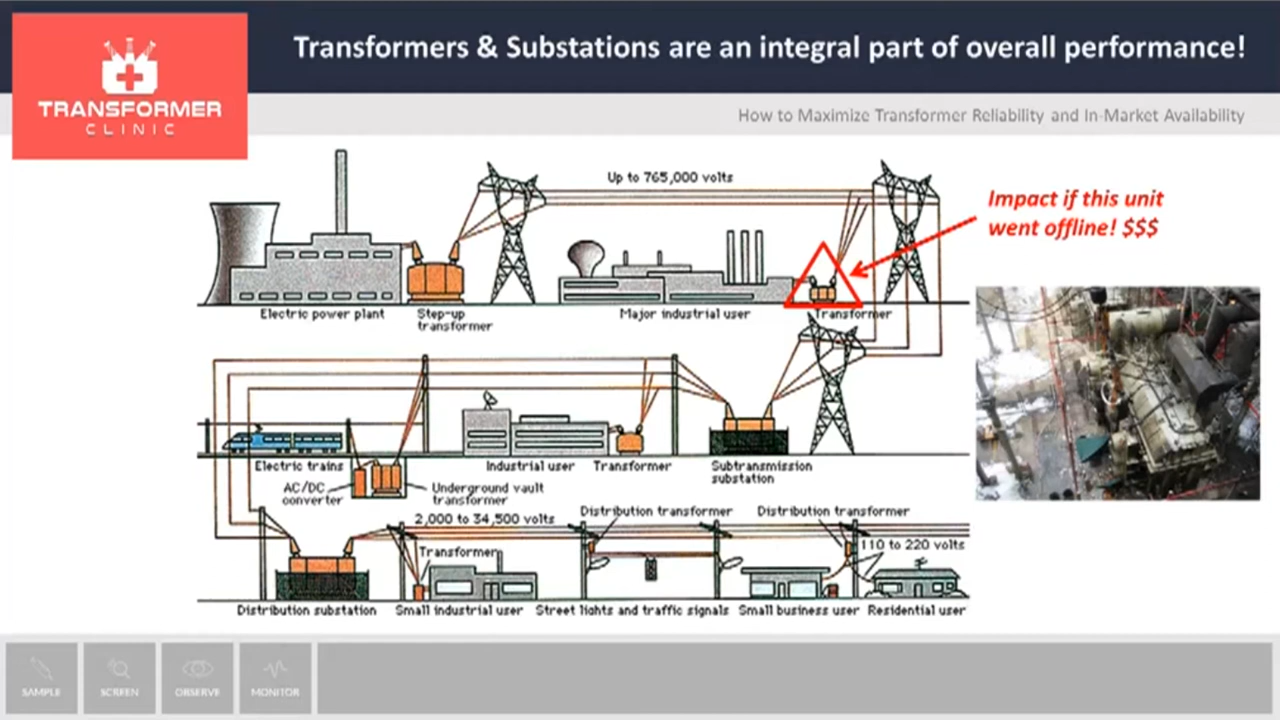 Transformers & Substations are an integral part of overall performance!
TRANSFORMER
CLINIC
How to Maximize Transformer Reliability and In-Market Availability
Up to 765,000 volts
Impact if this unit
went offline! $$$
Electric power plant
Step-up
transformer
Major industrial user
Transformer
Electric trains
Industrial user
Transformer
Subtransmission
substation
AC/DC
converter
Underground vault
transformer
2,000 to 34,500 volts
Distribution transformer
Distribution transformer
Transformer
110 to 220 volts
Distribution substation
Small industrial user
Street lights and traffic signals
Small business user
Residential user
SAMPLE
SCREEN
OBSERVE
MONITOR